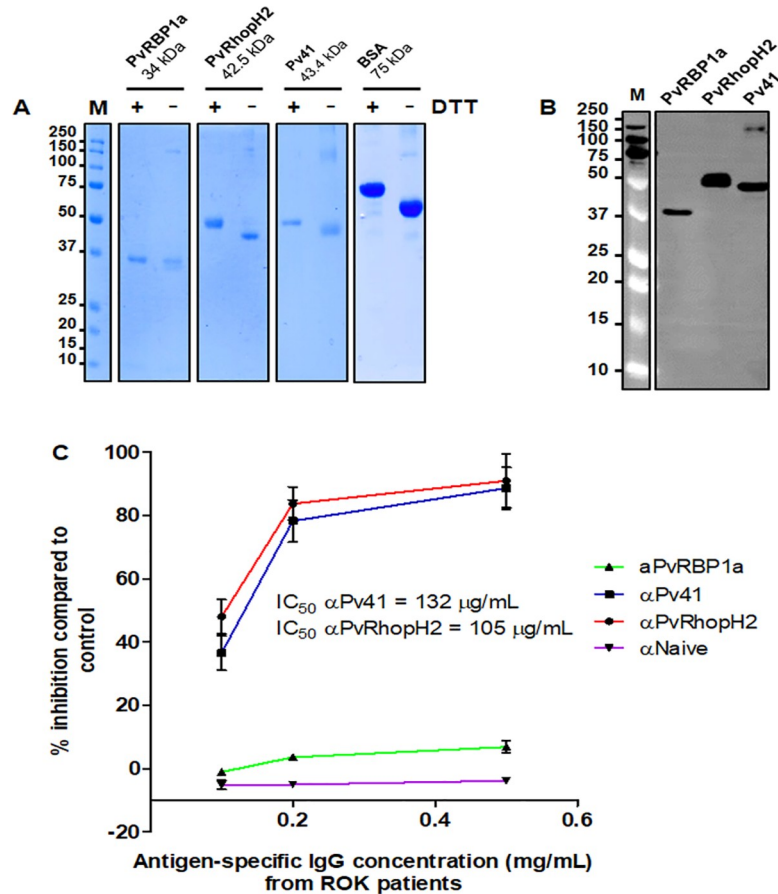 PvRBP1a
34 kDa
PvRhopH2
42.5 kDa
Pv41
43.4 kDa
BSA
75 kDa
A
M
+ − + − + − + − DTT
250
150
100
75
50
37
25
20
15
10
B
M
PvRBP1a
PvRhopH2
Pv41
250
150
100
75
50
37
25
20
15
10
C
% inhibition compared to
control
100
80
60
40
20
0
-20
IC50 αPv41 = 132 μg/mL
IC50 αPvRhopH2 = 105 μg/mL
aPvRBP1a
αPv41
αPvRhopH2
αNaive
0.2 0.4 0.6
Antigen-specific IgG concentration (mg/mL)
from ROK patients